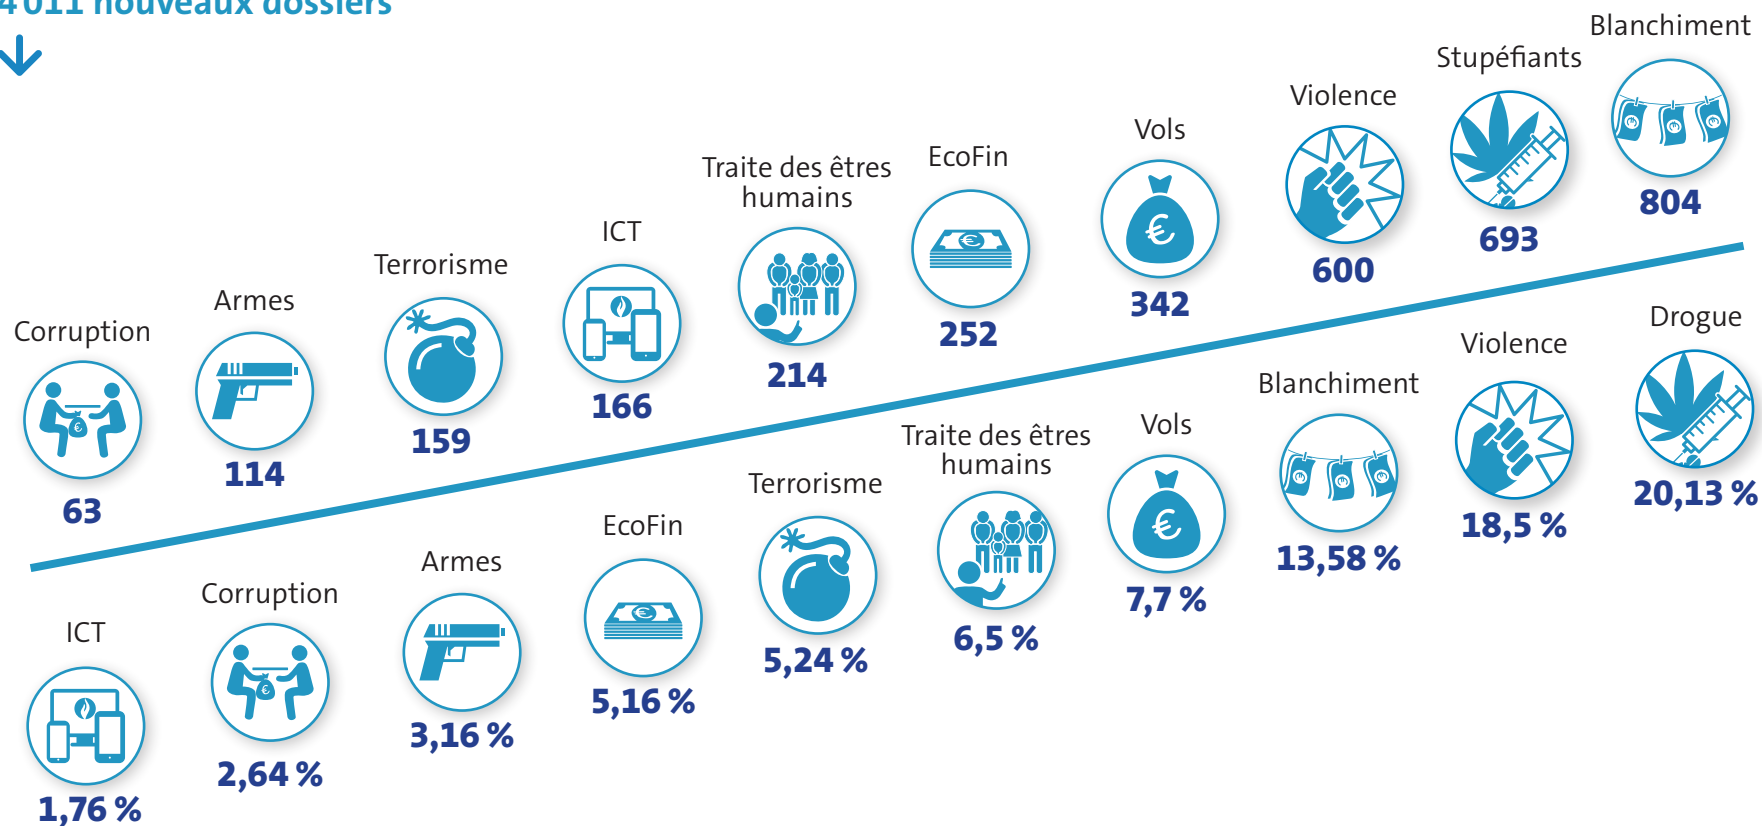 4 011 nouveaux dossiers
Corruption
63
Armes
114
Terrorisme
159
ICT
166
Traite des êtres
humains
214
EcoFin
252
Vols
342
Violence
600
Stupéfiants
693
Blanchiment
804
ICT
1,76 %
Corruption
2,64 %
Armes
3,16 %
EcoFin
5,16 %
Terrorisme
5,24 %
Traite des êtres
humains
6,5 %
Vols
7,7 %
Blanchiment
13,58 %
Violence
18,5 %
Drogue
20,13 %